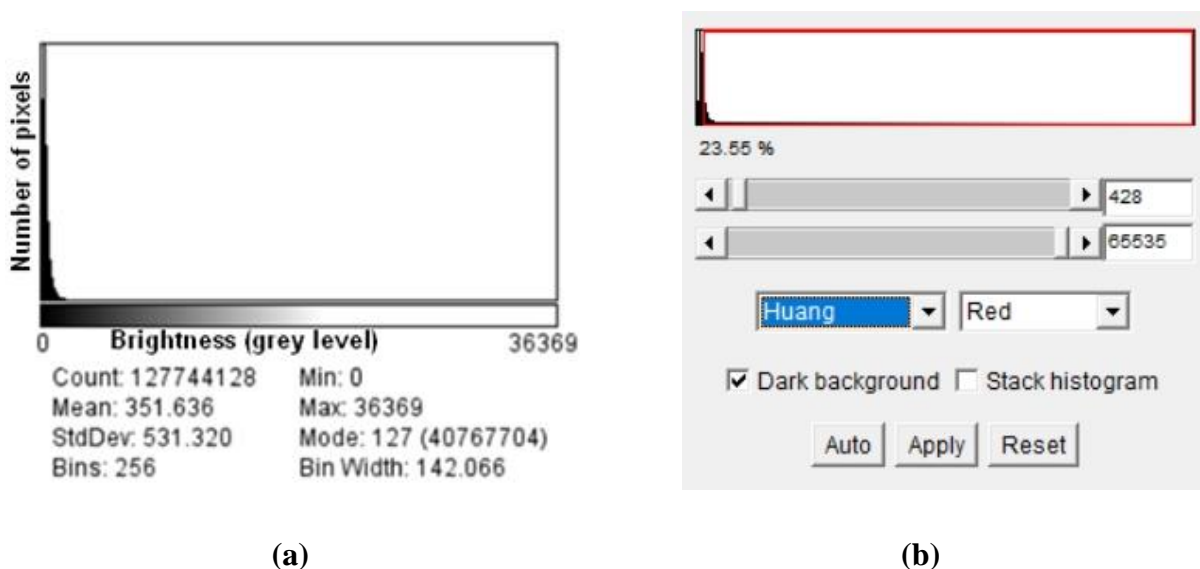 Number of pixels
0 Brightness (grey level) 36369
Count: 127744128 Min: 0
Mean: 351.636 Max: 36369
StdDev: 531.320 Mode: 127 (40767704)
Bins: 256 Bin Width: 142.066
(a)
23.55 %
428
65535
Huang Red
Dark background Stack histogram
Auto Apply Reset
(b)